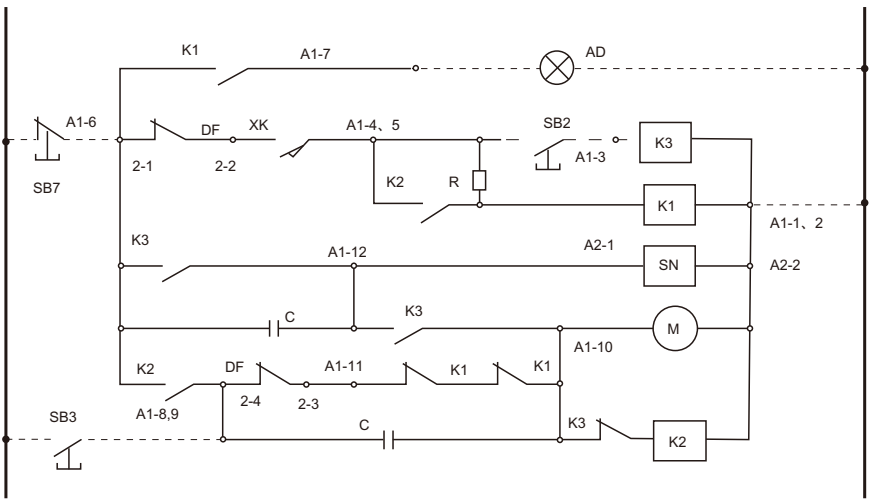 K1
A1-7
AD
A1-6
DF
XK
A1-4、5
SB2
K3
A1-3
2-1
2-2
SB7
K2
R
K1
A1-1、2
K3
A1-12
A2-1
SN
A2-2
C
K3
M
A1-10
K2
DF
A1-11
K1
K1
A1-8,9
2-4
2-3
SB3
C
K3
K2